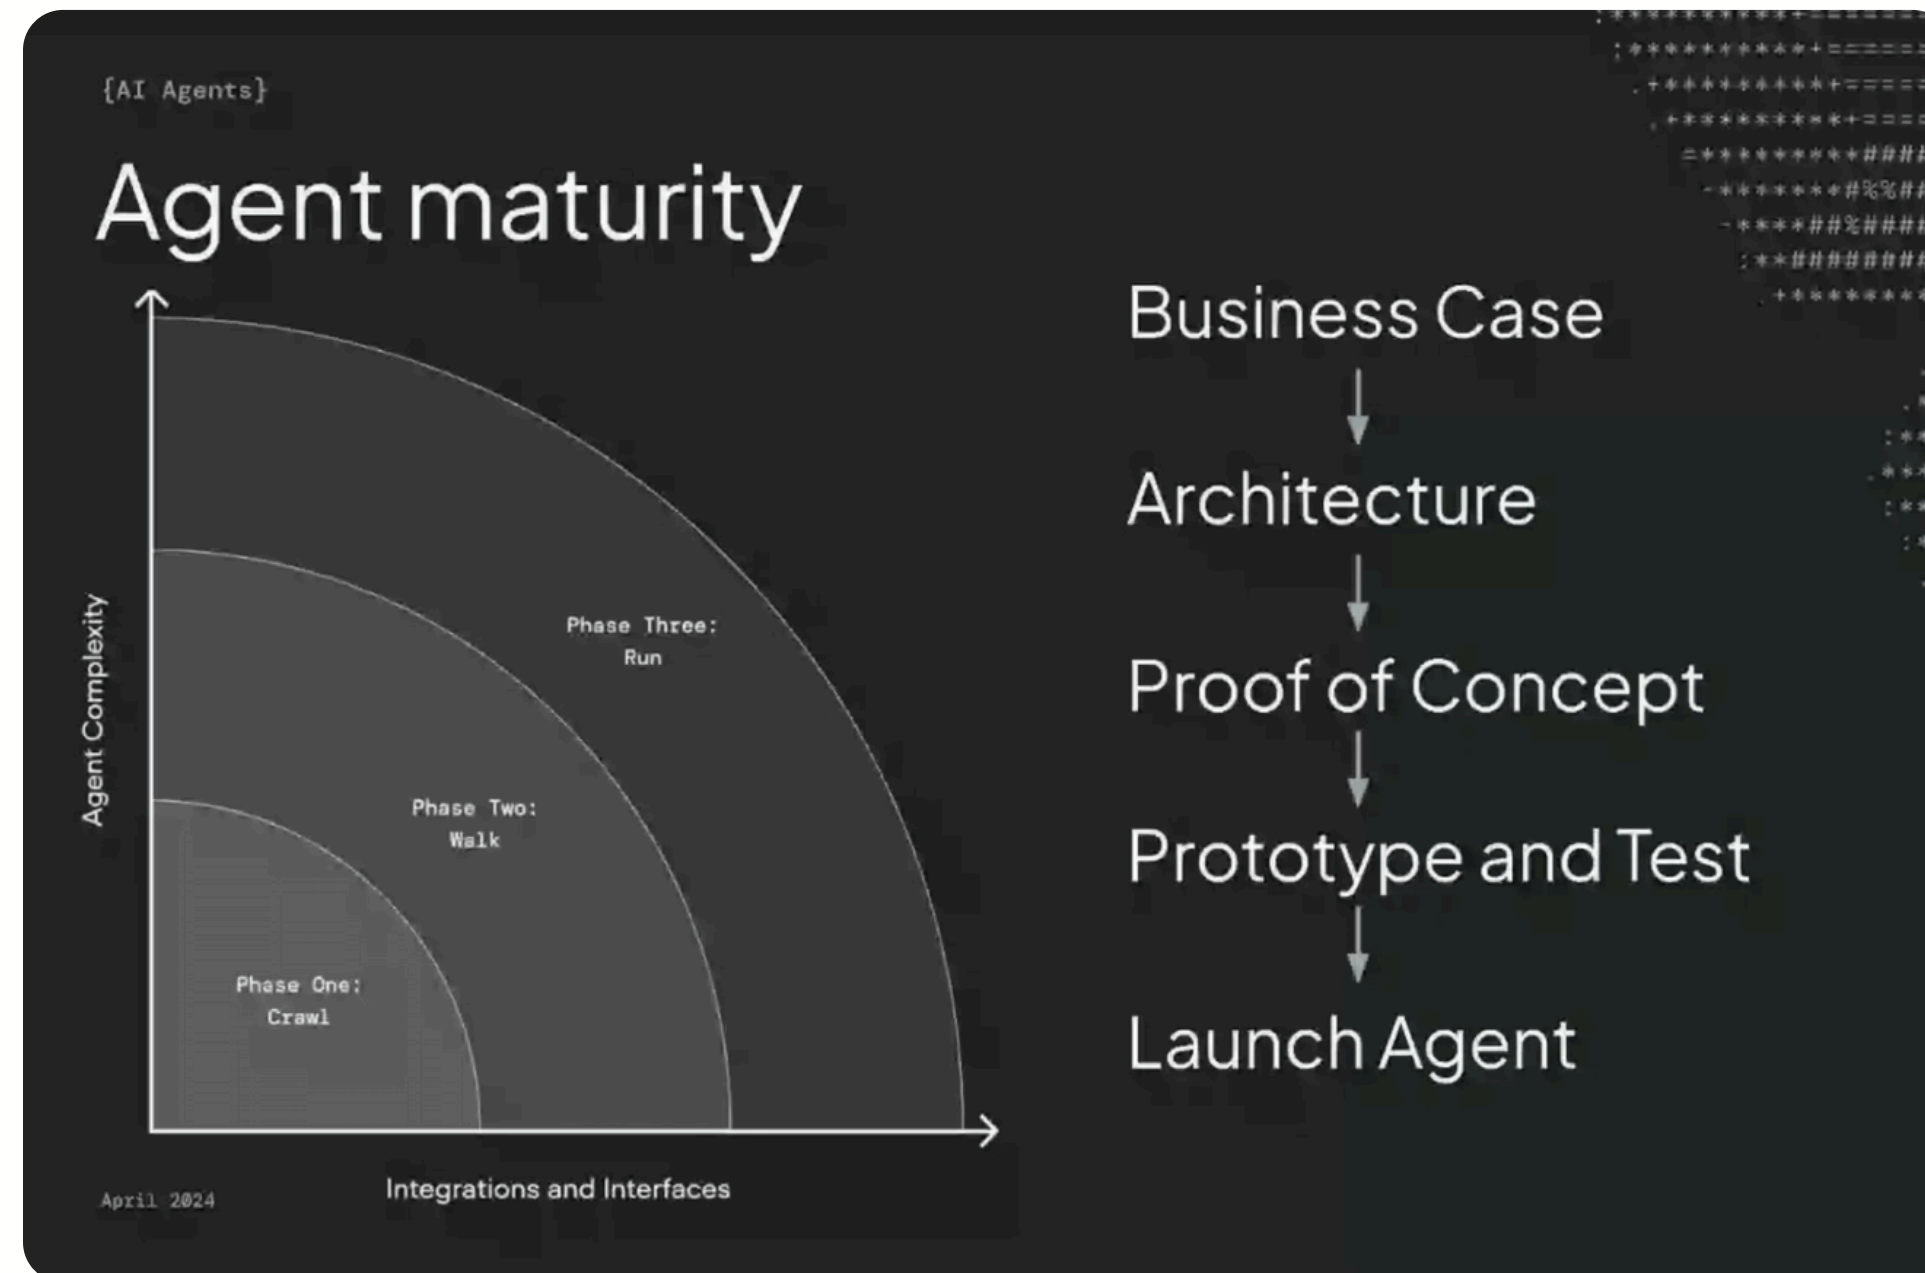 {AI Agents}
Agent maturity
Agent Complexity
Phase Three:
Run
Phase Two:
Walk
Phase One:
Crawl
Integrations and Interfaces
April 2024
Business Case
Architecture
Proof of Concept
Prototype and Test
Launch Agent